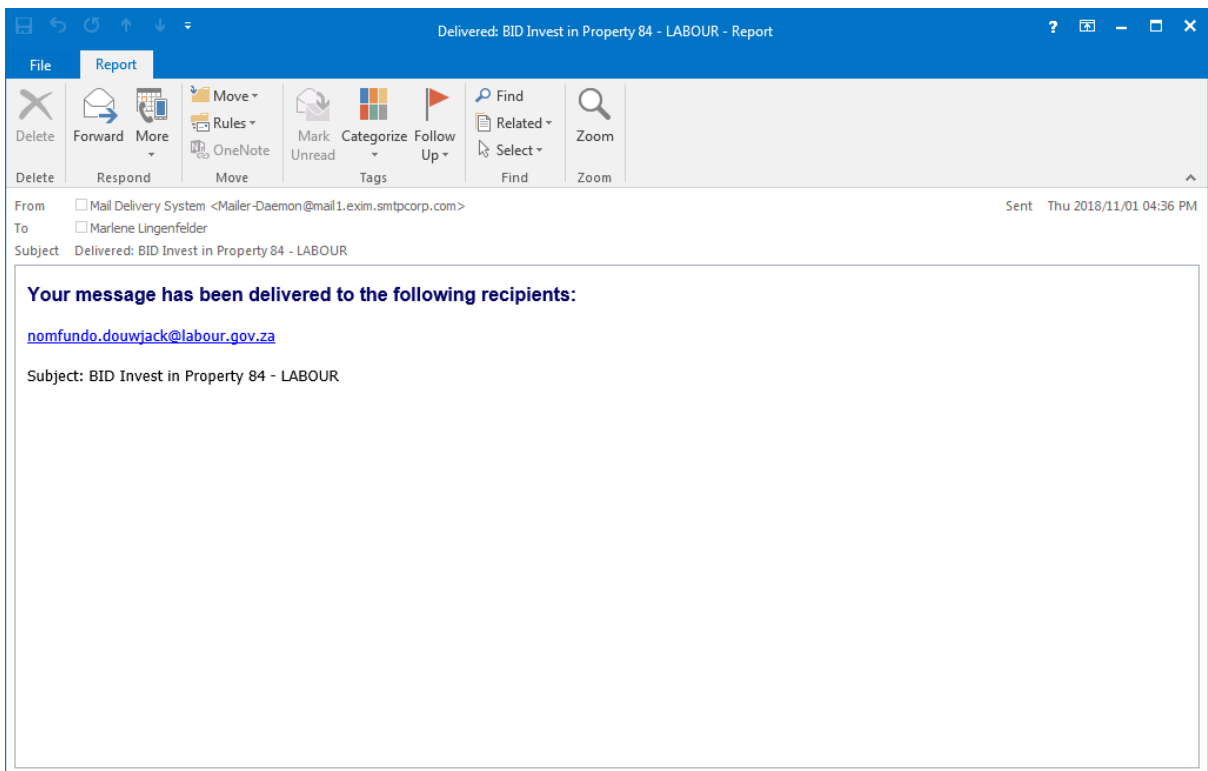 Delivered: BID Invest in Property 84 - LABOUR - Report
?
File Report
Delete
Forward
More
Move
Rules
OneNote
Mark Unread
Categorize
Follow Up
Find
Related
Select
Zoom
Delete Respond Move Tags Find Zoom
From Mail Delivery System <Mailer-Daemon@mail1.exim.smtpcorp.com> Sent Thu 2018/11/01 04:36 PM
To Marlene Lingenfelder
Subject Delivered: BID Invest in Property 84 - LABOUR
Your message has been delivered to the following recipients:
nomfundo.douwjack@labour.gov.za
Subject: BID Invest in Property 84 - LABOUR